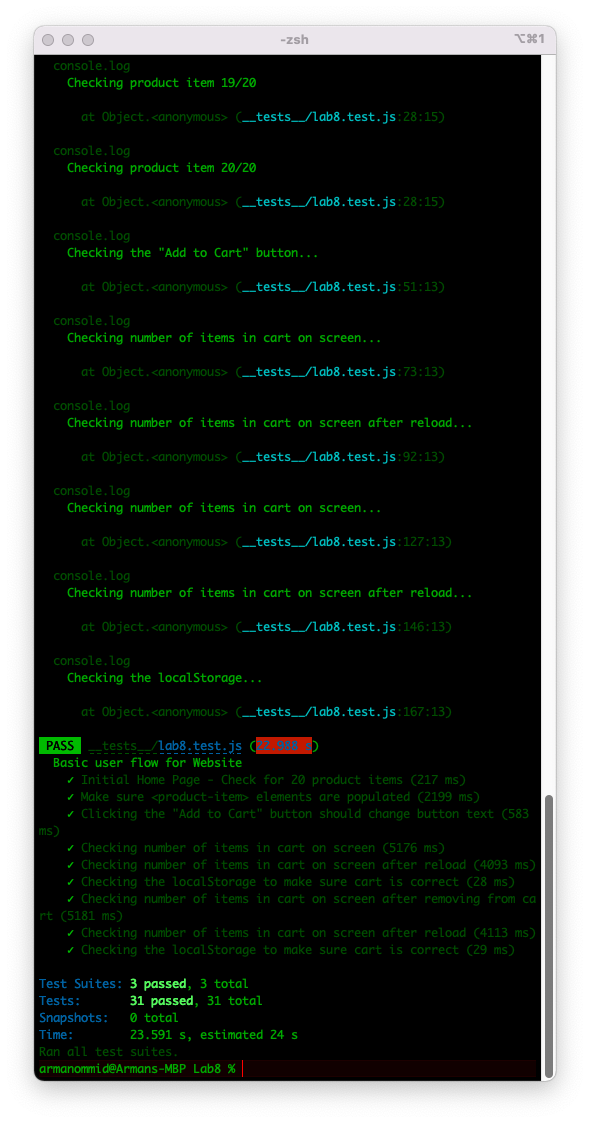 -zsh
⌥⌘1
console.log
Checking product item 19/20
at Object.<anonymous> (__tests__/lab8.test.js:28:15)
console.log
Checking product item 20/20
at Object.<anonymous> (__tests__/lab8.test.js:28:15)
console.log
Checking the "Add to Cart" button...
at Object.<anonymous> (__tests__/lab8.test.js:51:13)
console.log
Checking number of items in cart on screen...
at Object.<anonymous> (__tests__/lab8.test.js:73:13)
console.log
Checking number of items in cart on screen after reload...
at Object.<anonymous> (__tests__/lab8.test.js:92:13)
console.log
Checking number of items in cart on screen...
at Object.<anonymous> (__tests__/lab8.test.js:127:13)
console.log
Checking number of items in cart on screen after reload...
at Object.<anonymous> (__tests__/lab8.test.js:146:13)
console.log
Checking the localStorage...
at Object.<anonymous> (__tests__/lab8.test.js:167:13)
PASS __tests__/lab8.test.js (
Basic user flow for Website
✓ Initial Home Page - Check for 20 product items (217 ms)
✓ Make sure <product-item> elements are populated (2199 ms)
✓ Clicking the "Add to Cart" button should change button text (583
ms)
✓ Checking number of items in cart on screen (5176 ms)
✓ Checking number of items in cart on screen after reload (4093 ms)
✓ Checking the localStorage to make sure cart is correct (28 ms)
✓ Checking number of items in cart on screen after removing from ca
rt (5181 ms)
✓ Checking number of items in cart on screen after reload (4113 ms)
✓ Checking the localStorage to make sure cart is correct (29 ms)
Test Suites: 3 passed, 3 total
Tests: 31 passed, 31 total
Snapshots: 0 total
Time: 23.591 s, estimated 24 s
Ran all test suites.
armanommid@Armans-MBP Lab8 %